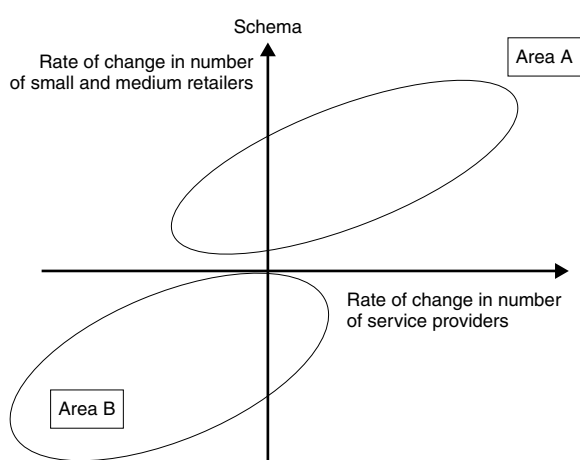 Schema
Rate of change in number
of small and medium retailers
Area A
Rate of change in number
of service providers
Area B